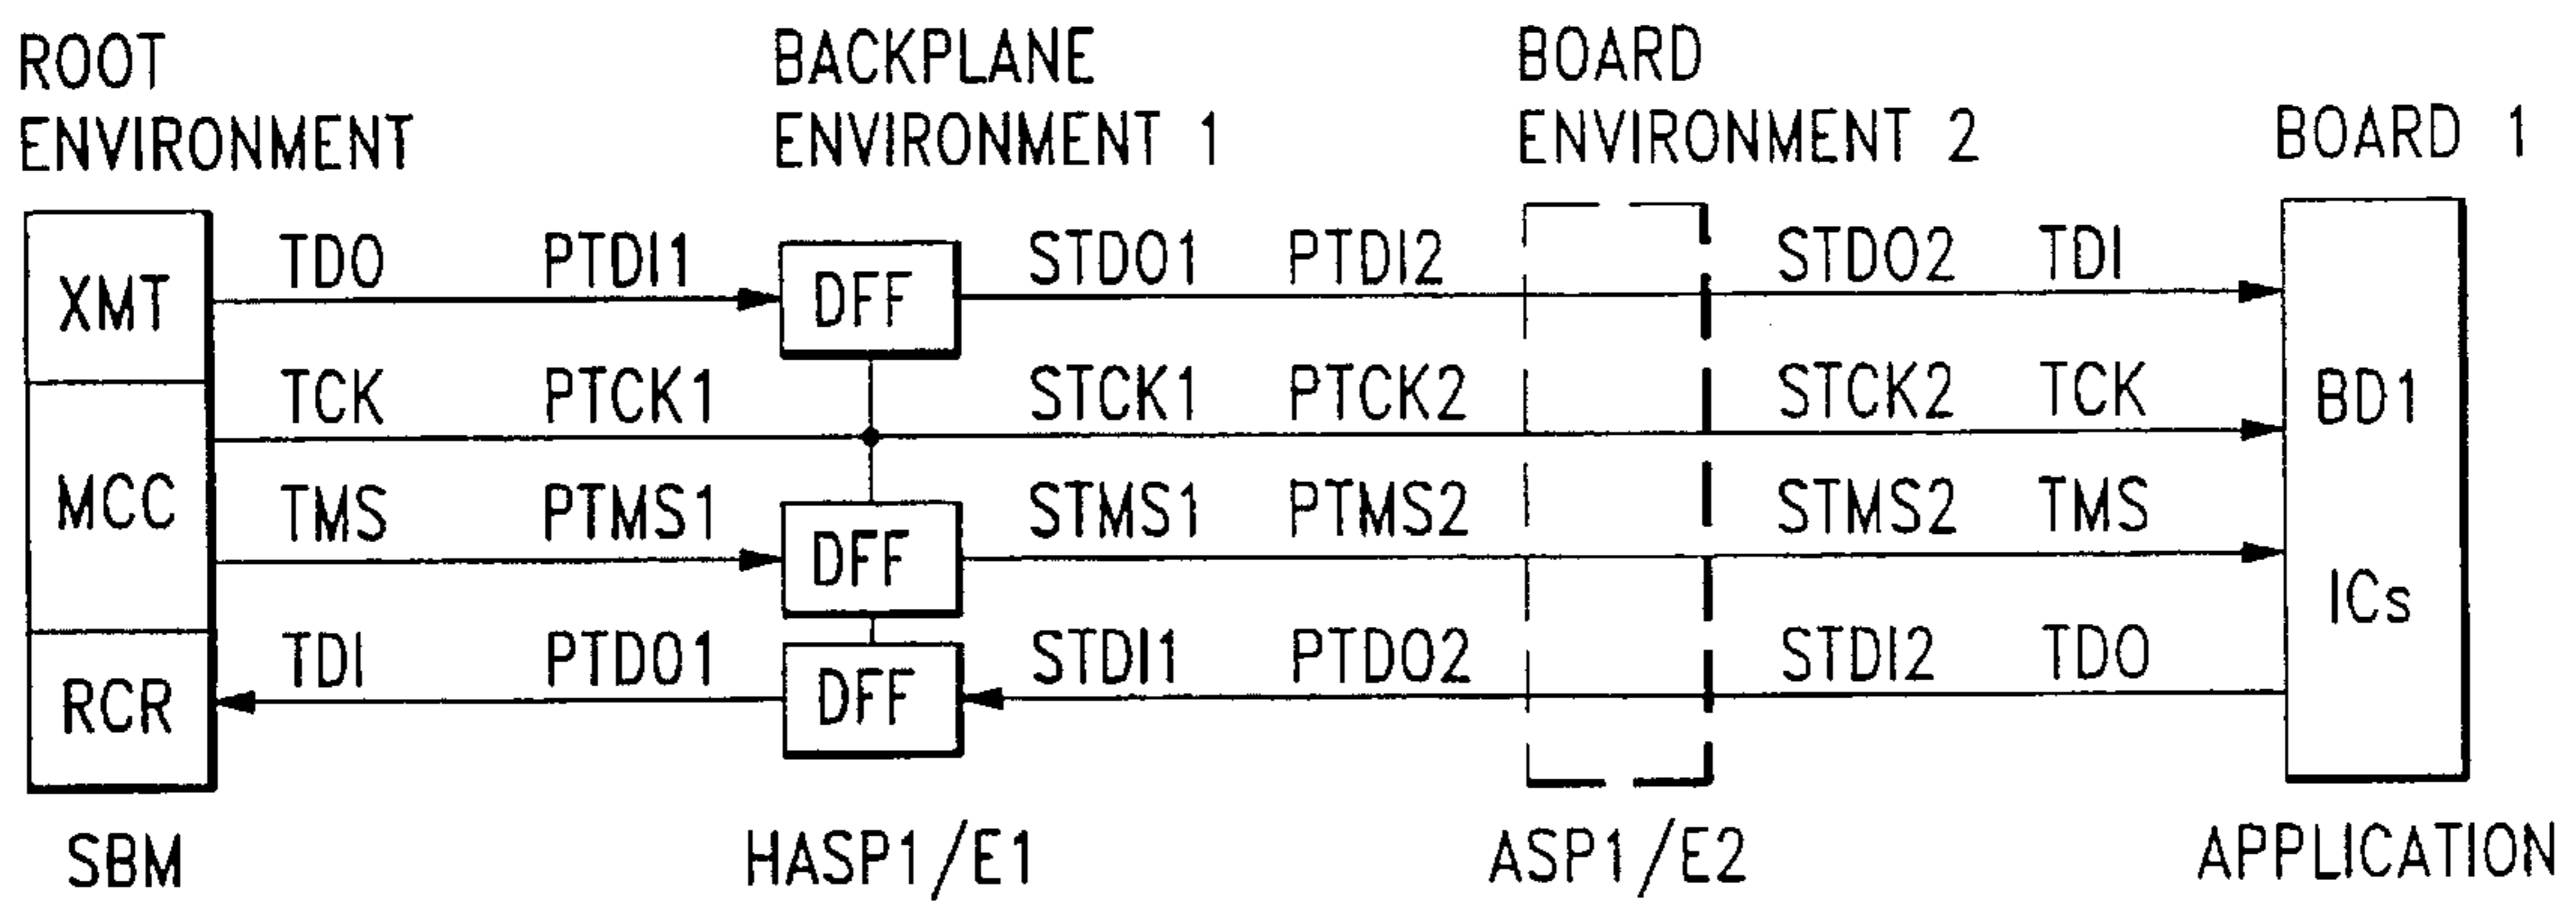 ROOT
ENVIRONMENT
BACKPLANE
ENVIRONMENT 1
BOARD
ENVIRONMENT 2
BOARD 1
XMT
TDO PTDI1 DFF STDO1 PTDI2 STDO2 TDI
TCK PTCK1 STCK1 PTCK2 STCK2 TCK BD1
MCC
TMS PTMS1 DFF STMS1 PTMS2 STMS2 TMS
ICs
RCR
TDI PTDO1 DFF STDI1 PTDO2 STDI2 TDO
SBM HASP1/E1 ASP1/E2 APPLICATION